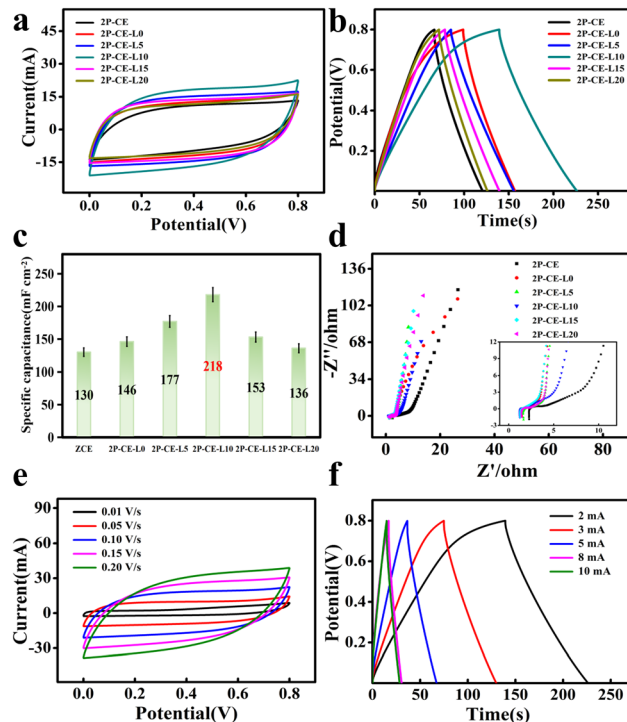 a
Current(mA)
45
30
15
0
-15
0.0 0.2 0.4 0.6 0.8
Potential(V)
2P-CE
2P-CE-L0
2P-CE-L5
2P-CE-L10
2P-CE-L15
2P-CE-L20
b
Potential(V)
0.8
0.6
0.4
0.2
0 50 100 150 200 250
Time(s)
2P-CE
2P-CE-L0
2P-CE-L5
2P-CE-L10
2P-CE-L15
2P-CE-L20
c
Specific capacitance(mF cm⁻²)
250
200
150
100
50
0
130 146 177 218 153 136
ZCE 2P-CE-L0 2P-CE-L5 2P-CE-L10 2P-CE-L15 2P-CE-L20
d
-Z''/ohm
136
102
68
34
0
0 20 40 60 80
Z'/ohm
2P-CE
2P-CE-L0
2P-CE-L5
2P-CE-L10
2P-CE-L15
2P-CE-L20
12
9
6
3
0
-3
5 10
e
Current(mA)
90
60
30
0
-30
0.0 0.2 0.4 0.6 0.8
Potential(V)
0.01 V/s
0.05 V/s
0.10 V/s
0.15 V/s
0.20 V/s
f
Potential(V)
0.8
0.6
0.4
0.2
0 50 100 150 200 250
Time(s)
2 mA
3 mA
5 mA
8 mA
10 mA